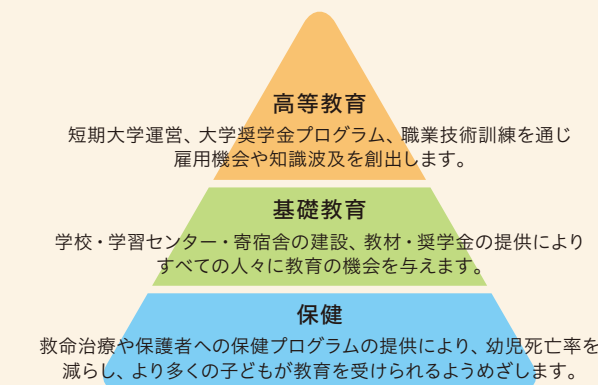 高等教育
短期大学運営、大学奨学金プログラム、職業技術訓練を通じ
雇用機会や知識波及を創出します。
基礎教育
学校・学習センター・寄宿舎の建設、教材・奨学金の提供により
すべての人々に教育の機会を与えます。
保健
救命治療や保護者への保健プログラムの提供により、幼児死亡率を
減らし、より多くの子どもが教育を受けられるようめざします。